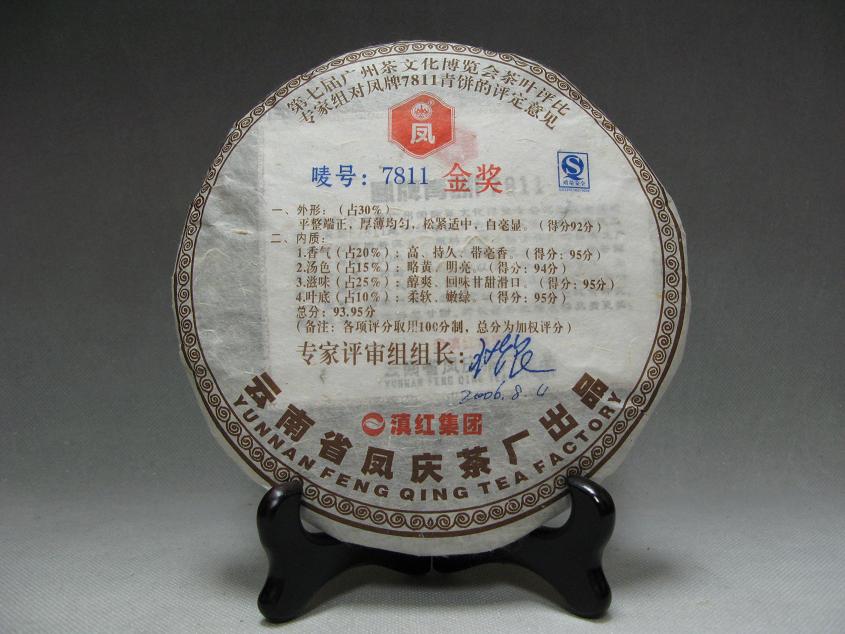 第七届广州茶文化博览会茶叶评比
专家组对凤牌7811青饼的评定意见
凤
唛号：7811 金奖
质量安全
一、外形：（占30%）
平整端正，厚薄均匀，松紧适中，白毫显。（得分92分）
二、内质：
1.香气（占20%）：高、持久、带毫香。（得分：95分）
2.汤色（占15%）：略黄、明亮。（得分：94分）
3.滋味（占25%）：醇爽、回味甘甜滑口。（得分：95分）
4.叶底（占10%）：柔软、嫩绿。（得分：95分）
总分：93.95分
（备注：各项评分取用100分制，总分为加权评分）
专家评审组组长：
2006.8.4
滇红集团
云南省凤庆茶厂出品
YUNNAN FENG QING TEA FACTORY